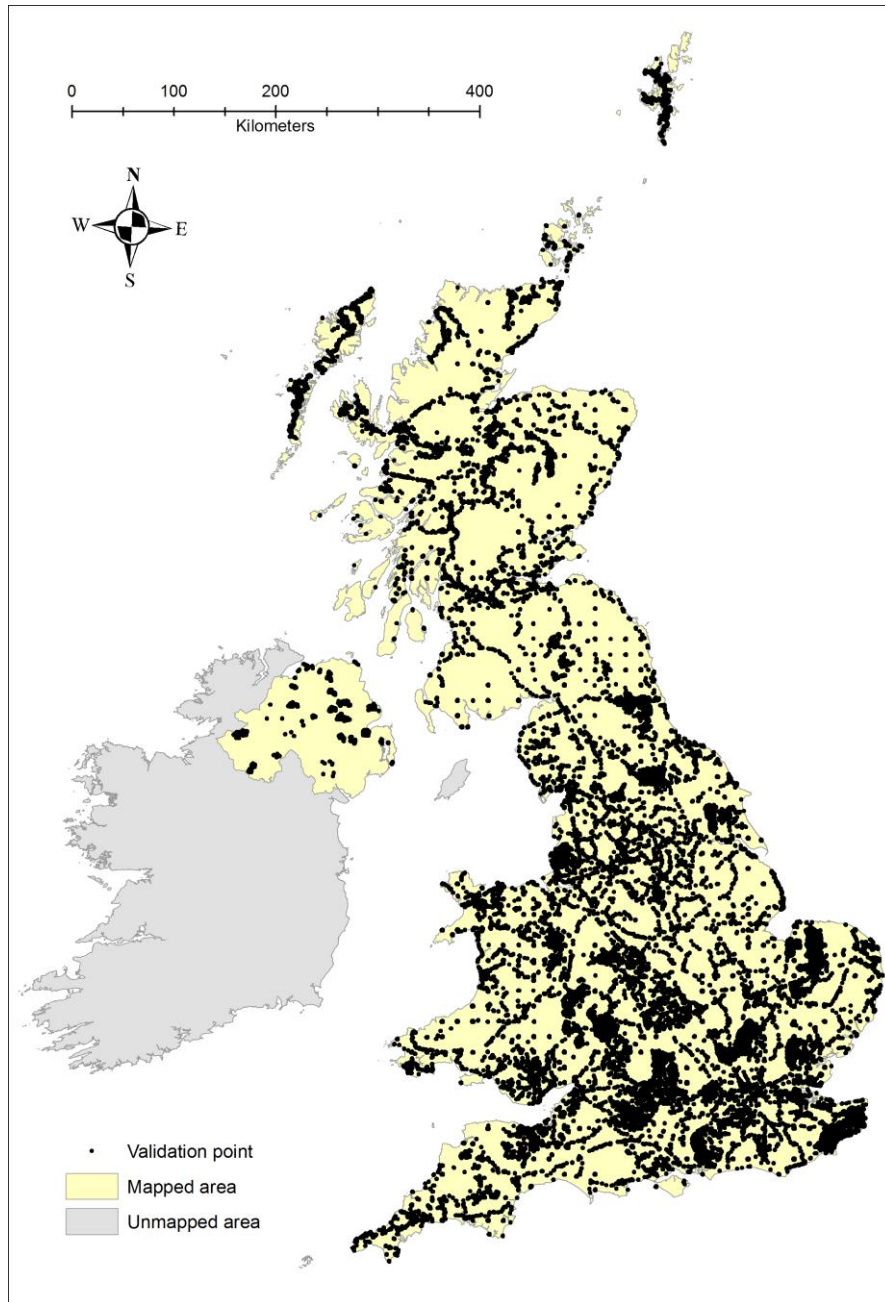 0 100 200 400
Kilometers
N
W E
S
Validation point
Mapped area
Unmapped area